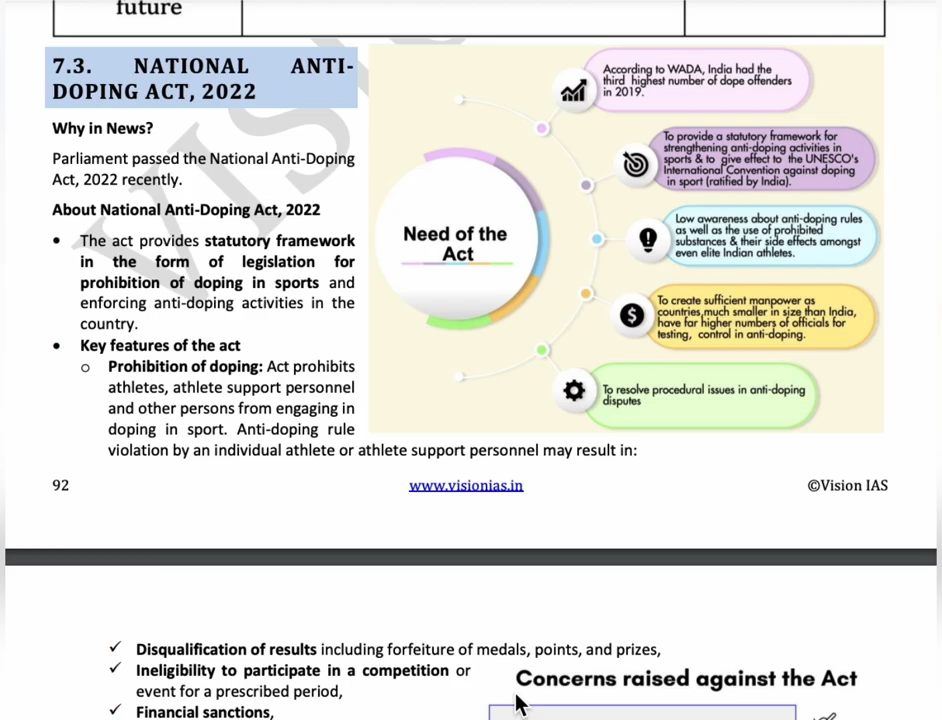 future
7.3. NATIONAL ANTI-
DOPING ACT, 2022
Why in News?
Parliament passed the National Anti-Doping
Act, 2022 recently.
About National Anti-Doping Act, 2022
• The act provides statutory framework
in the form of legislation for
prohibition of doping in sports and
enforcing anti-doping activities in the
country.
• Key features of the act
o Prohibition of doping: Act prohibits
athletes, athlete support personnel
and other persons from engaging in
doping in sport. Anti-doping rule
violation by an individual athlete or athlete support personnel may result in:
Need of the
Act
According to WADA, India had the
third highest number of dope offenders
in 2019.
To provide a statutory framework for
strengthening anti-doping activities in
sports & to give effect to the UNESCO's
International Convention against doping
in sport (ratified by India).
Low awareness about anti-doping rules
as well as the use of prohibited
substances & their side effects amongst
even elite Indian athletes.
To create sufficient manpower as
countries,much smaller in size than India,
have far higher numbers of officials for
testing, control in anti-doping.
To resolve procedural issues in anti-doping
disputes
92 www.visionias.in ©Vision IAS
✓ Disqualification of results including forfeiture of medals, points, and prizes,
✓ Ineligibility to participate in a competition or
event for a prescribed period,
✓ Financial sanctions,
Concerns raised against the Act